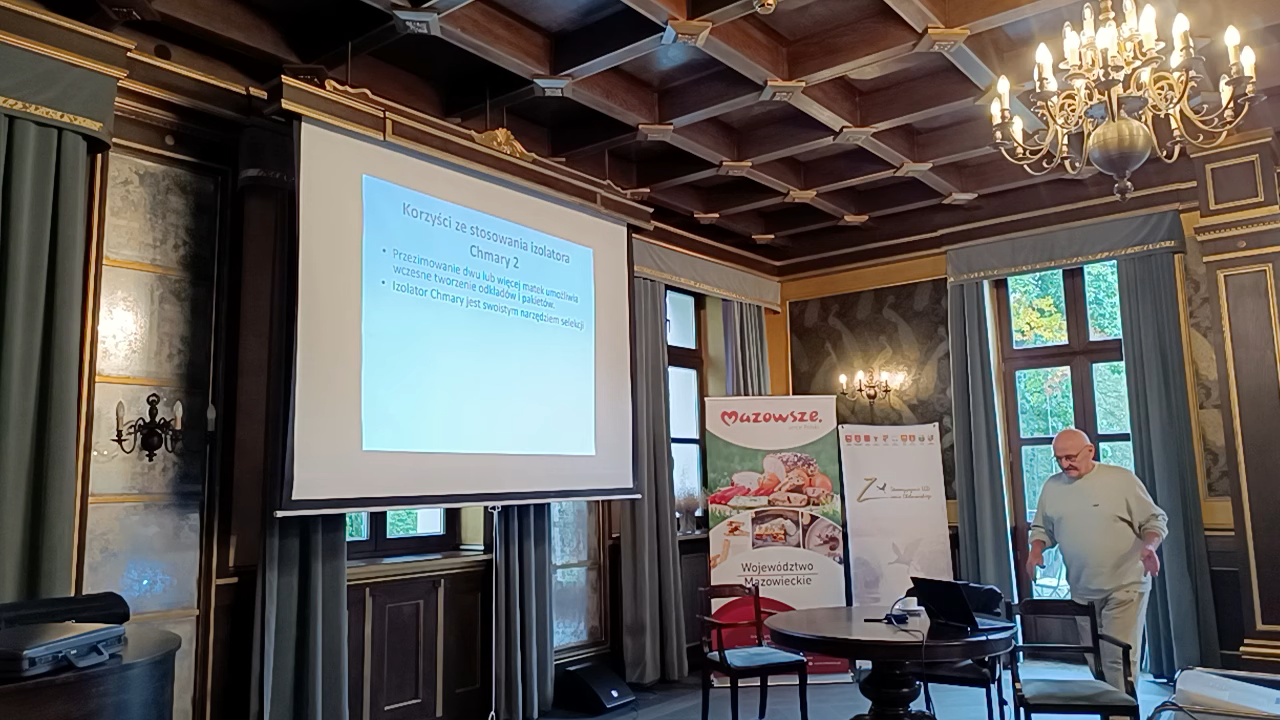 Korzyści ze stosowania izolatora
Chmary 2
• Przezimowanie dwu lub więcej matek umożliwia
wczesne tworzenie odkładów i pakietów.
• Izolator Chmary jest swoistym narzędziem selekcji
Mazowsze.
Województwo
Mazowieckie